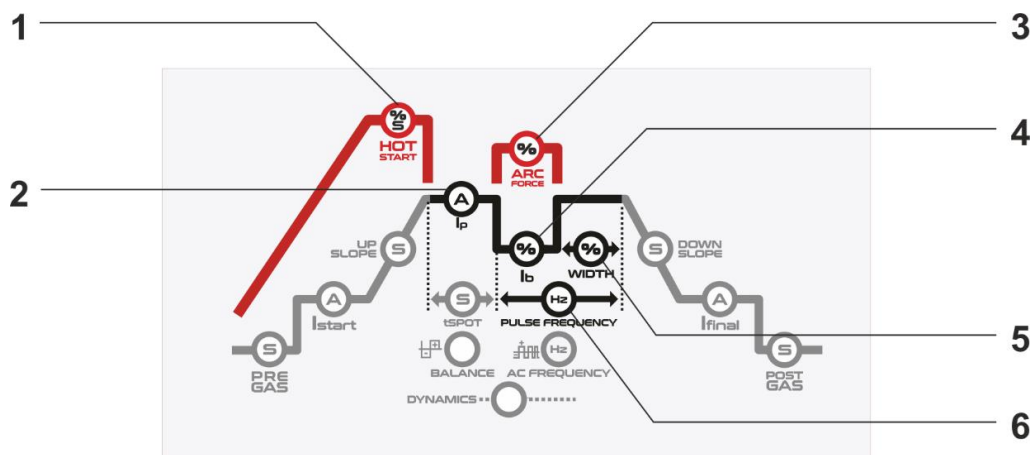 1
3
%
S
HOT
START
%
ARC
FORCE
4
2
A
Ip
UP
SLOPE
S
%
Ib
%
WIDTH
S
DOWN
SLOPE
A
Istart
S
tSPOT
Hz
PULSE FREQUENCY
A
Ifinal
5
S
PRE
GAS
BALANCE
Hz
AC FREQUENCY
S
POST
GAS
DYNAMICS
6